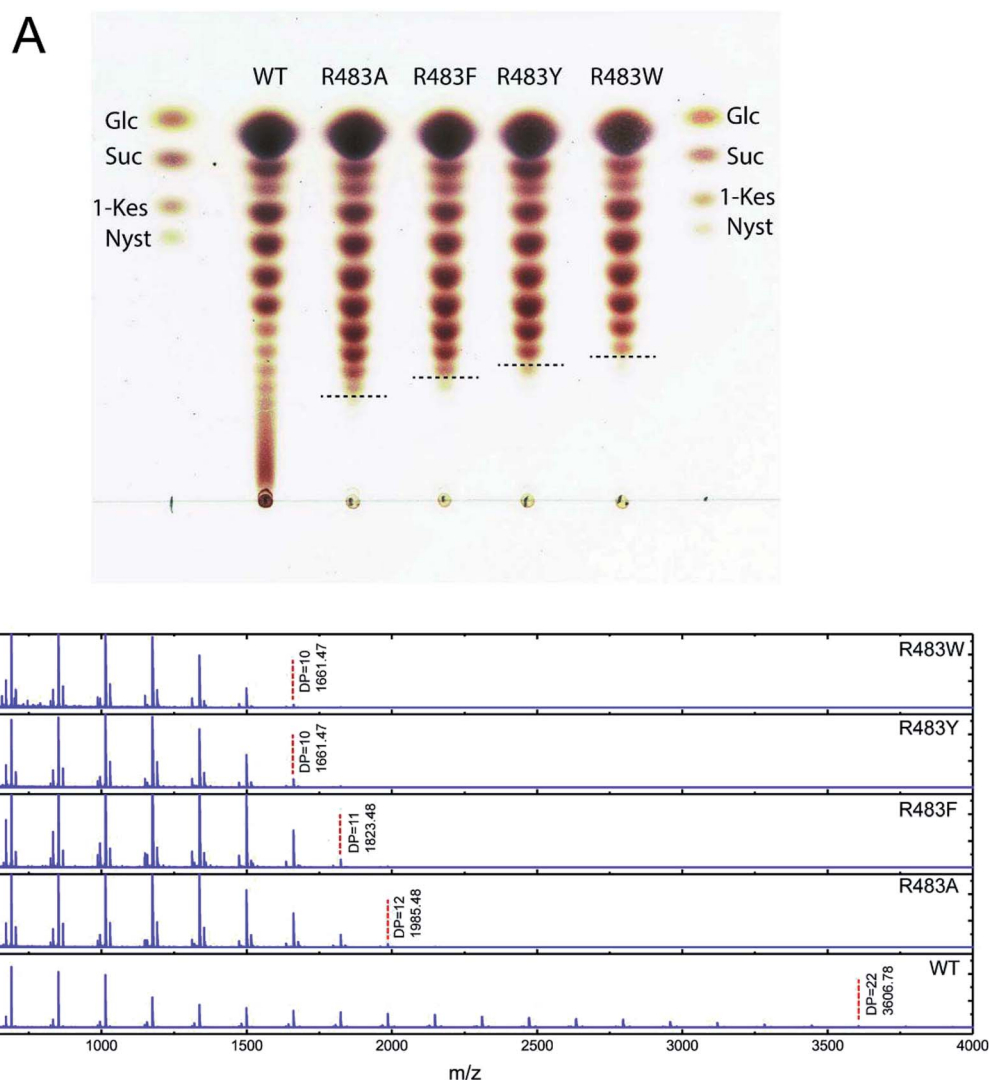 A
WT R483A R483F R483Y R483W
Glc Glc
Suc Suc
1-Kes 1-Kes
Nyst Nyst
R483W
DP=10
1661.47
R483Y
DP=10
1661.47
R483F
DP=11
1823.48
R483A
DP=12
1985.48
WT
DP=22
3606.78
1000 1500 2000 2500 3000 3500 4000
m/z